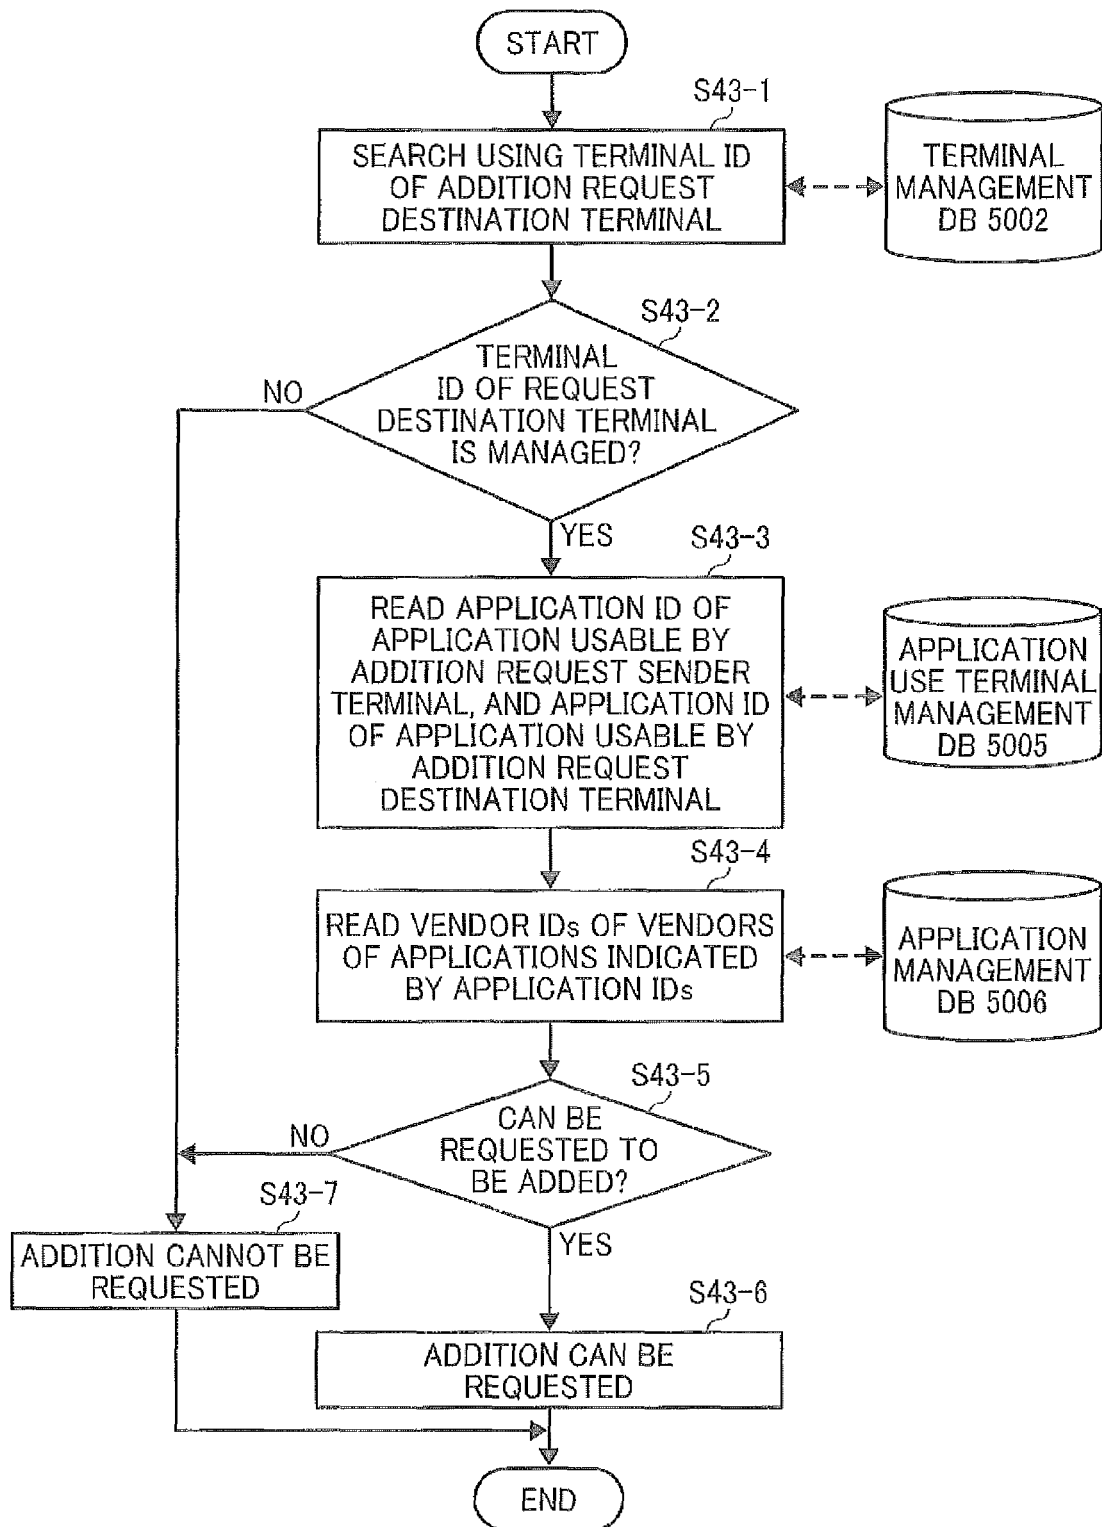 START
S43-1
SEARCH USING TERMINAL ID
OF ADDITION REQUEST
DESTINATION TERMINAL
TERMINAL
MANAGEMENT
DB 5002
S43-2
TERMINAL
ID OF REQUEST
DESTINATION TERMINAL
IS MANAGED?
NO
YES
S43-3
READ APPLICATION ID OF
APPLICATION USABLE BY
ADDITION REQUEST SENDER
TERMINAL, AND APPLICATION ID
OF APPLICATION USABLE BY
ADDITION REQUEST
DESTINATION TERMINAL
APPLICATION
USE TERMINAL
MANAGEMENT
DB 5005
S43-4
READ VENDOR IDs OF VENDORS
OF APPLICATIONS INDICATED
BY APPLICATION IDs
APPLICATION
MANAGEMENT
DB 5006
S43-5
CAN BE
REQUESTED TO
BE ADDED?
NO
YES
S43-7
ADDITION CANNOT BE
REQUESTED
S43-6
ADDITION CAN BE
REQUESTED
END